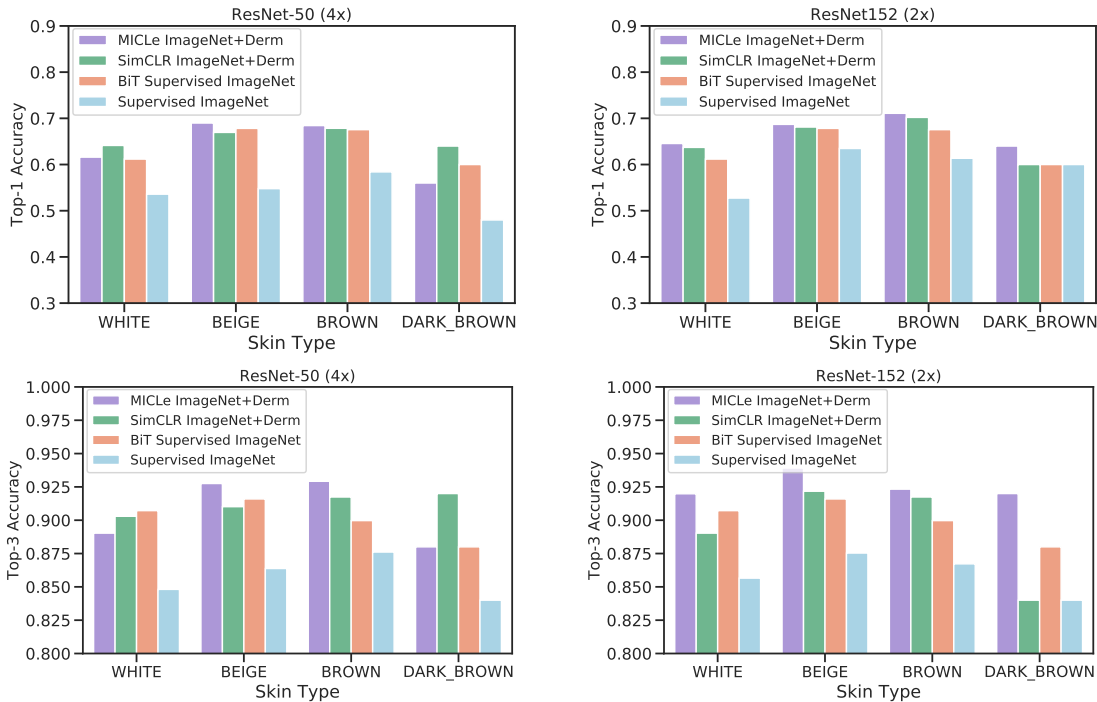 ResNet-50 (4x)
0.9
0.8
0.7
0.6
0.5
0.4
0.3
Top-1 Accuracy
MICLe ImageNet+Derm
SimCLR ImageNet+Derm
BiT Supervised ImageNet
Supervised ImageNet
WHITE BEIGE BROWN DARK_BROWN
Skin Type
ResNet152 (2x)
0.9
0.8
0.7
0.6
0.5
0.4
0.3
Top-1 Accuracy
MICLe ImageNet+Derm
SimCLR ImageNet+Derm
BiT Supervised ImageNet
Supervised ImageNet
WHITE BEIGE BROWN DARK_BROWN
Skin Type
ResNet-50 (4x)
1.000
0.975
0.950
0.925
0.900
0.875
0.850
0.825
0.800
Top-3 Accuracy
MICLe ImageNet+Derm
SimCLR ImageNet+Derm
BiT Supervised ImageNet
Supervised ImageNet
WHITE BEIGE BROWN DARK_BROWN
Skin Type
ResNet-152 (2x)
1.000
0.975
0.950
0.925
0.900
0.875
0.850
0.825
0.800
Top-3 Accuracy
MICLe ImageNet+Derm
SimCLR ImageNet+Derm
BiT Supervised ImageNet
Supervised ImageNet
WHITE BEIGE BROWN DARK_BROWN
Skin Type